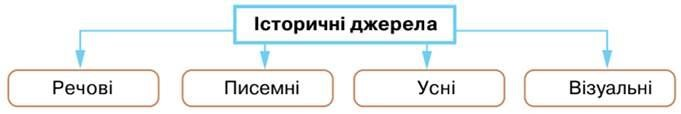 Історичні джерела
Речові
Писемні
Усні
Візуальні